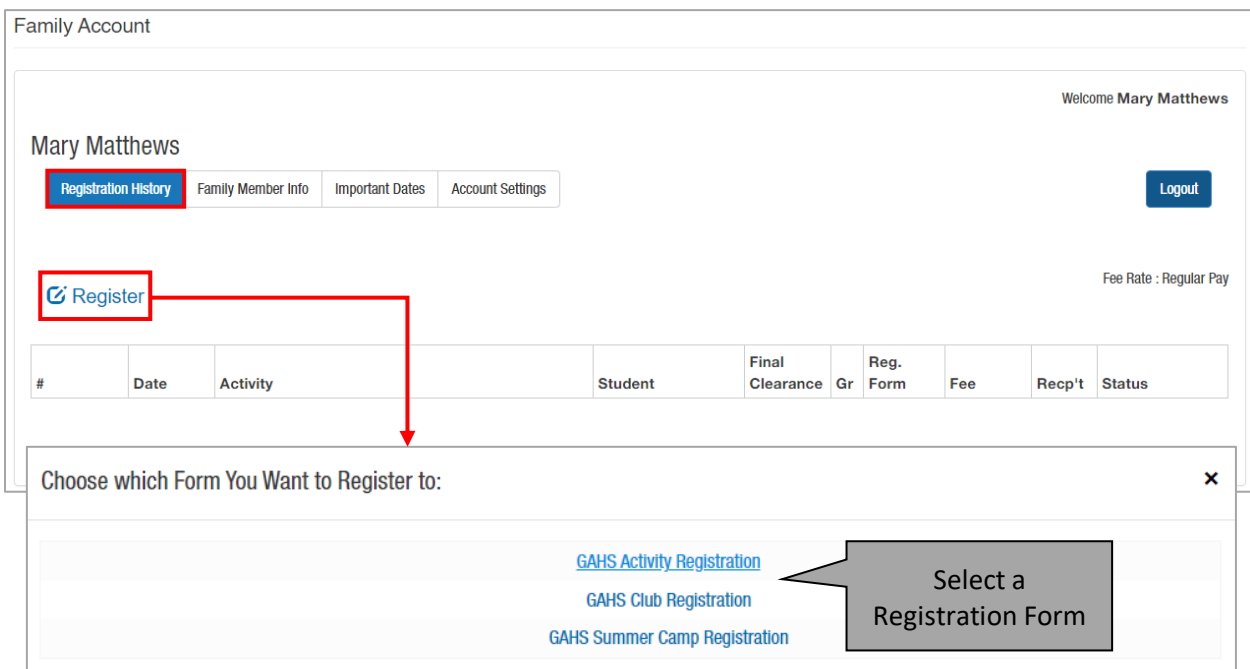 Family Account
Welcome Mary Matthews
Mary Matthews
Registration History Family Member Info Important Dates Account Settings Logout
Fee Rate : Regular Pay
Register
# Date Activity Student Final Clearance Gr Reg. Form Fee Recp't Status
Choose which Form You Want to Register to: ×
GAHS Activity Registration
GAHS Club Registration
GAHS Summer Camp Registration
Select a
Registration Form